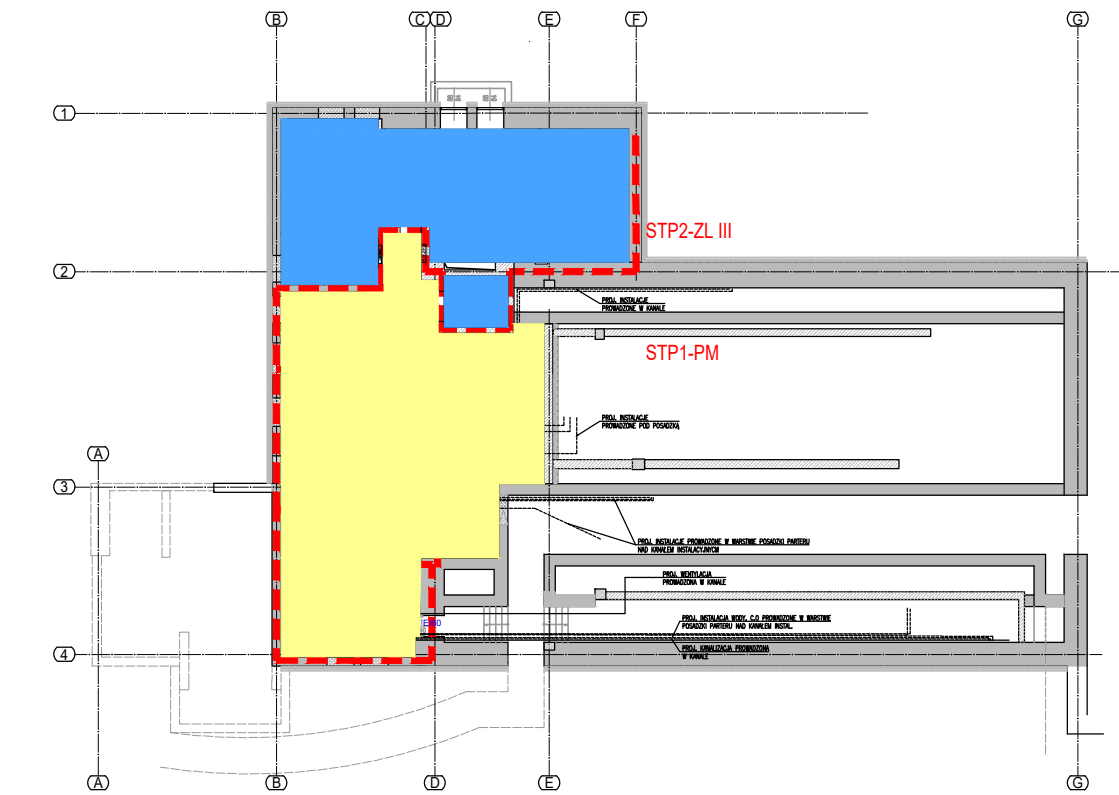 B
C
D
E
F
G
1
STP2-ZL III
2
PROJ. INSTALACJE
PROWADZONE W KANALE
STP1-PM
PROJ. INSTALACJE
PROWADZONE POD POSADZKĄ
A
3
PROJ. INSTALACJE PROWADZONE W WARSTWIE POSADZKI PARTERU
NAD KANAŁEM INSTALACYJNYM
PROJ. WENTYLACJA
PROWADZONA W KANALE
PROJ. INSTALACJA WODY, C.O PROWADZONE W WARSTWIE
POSADZKI PARTERU NAD KANAŁEM INSTAL.
PROJ. KANALIZACJA PROWADZONA
W KANALE
4
A
B
D
E
G